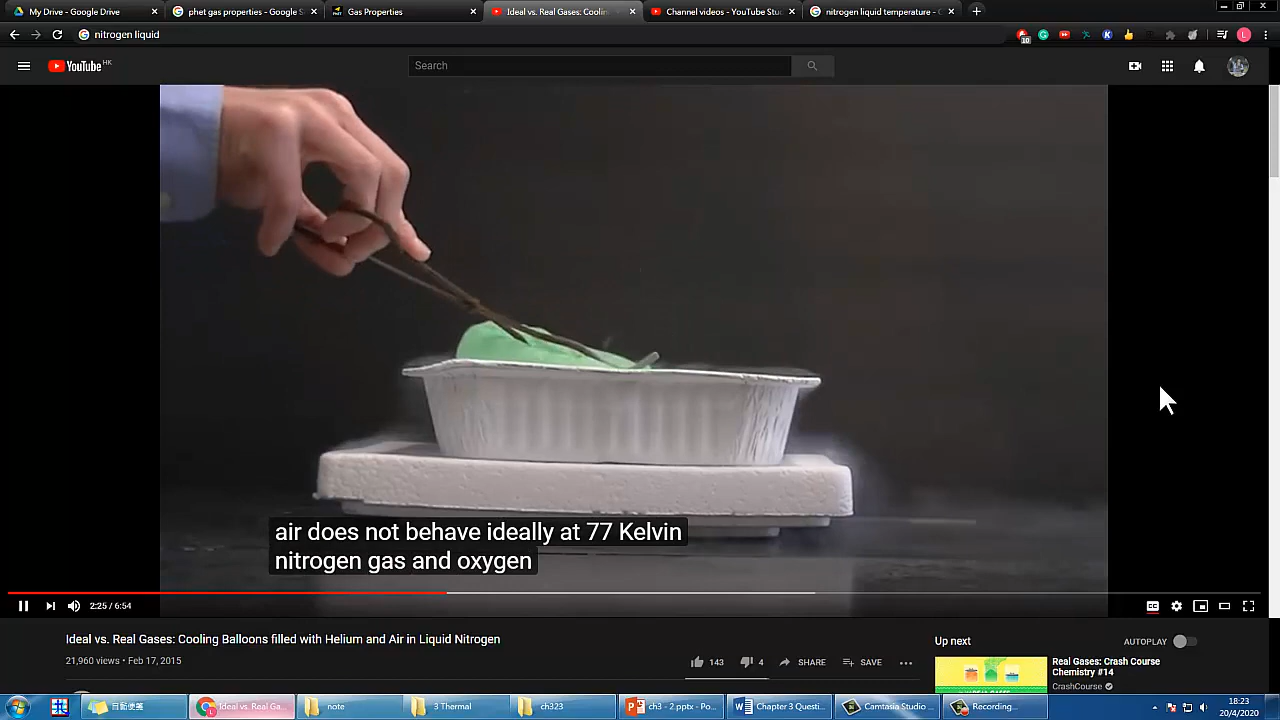 My Drive - Google Drive
phet gas properties - Google S
Gas Properties
Ideal vs. Real Gases: Coolin
Channel videos - YouTube Stu
nitrogen liquid temperature - G
nitrogen liquid
10
K
L
YouTube HK
Search
air does not behave ideally at 77 Kelvin
nitrogen gas and oxygen
2:25 / 6:54
Ideal vs. Real Gases: Cooling Balloons filled with Helium and Air in Liquid Nitrogen
21,960 views • Feb 17, 2015
143
4
SHARE
SAVE
Up next
AUTOPLAY
Real Gases: Crash Course
Chemistry #14
CrashCourse
Ideal vs. Real Ga...
note
3 Thermal
ch323
ch3 - 2.pptx - Po...
Chapter 3 Questi...
Camtasia Studio ...
Recording...
18:23
20/4/2020